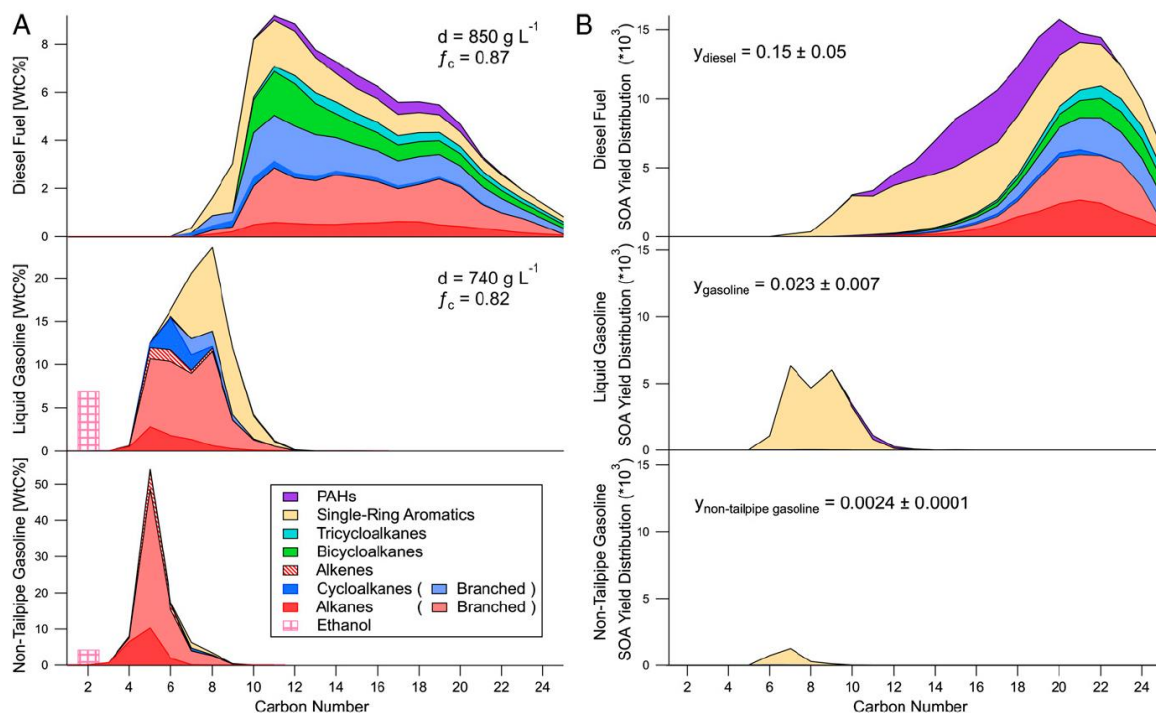 A
Diesel Fuel [WtC%]
8
6
4
2
0
d = 850 g L⁻¹
ƒc = 0.87
Liquid Gasoline [WtC%]
20
15
10
5
0
d = 740 g L⁻¹
ƒc = 0.82
Non-Tailpipe Gasoline [WtC%]
50
40
30
20
10
0
PAHs
Single-Ring Aromatics
Tricycloalkanes
Bicycloalkanes
Alkenes
Cycloalkanes ( Branched )
Alkanes ( Branched )
Ethanol
2 4 6 8 10 12 14 16 18 20 22 24
Carbon Number
B
Diesel Fuel
SOA Yield Distribution (*10³)
15
10
5
0
y diesel = 0.15 ± 0.05
Liquid Gasoline
SOA Yield Distribution (*10³)
15
10
5
0
y gasoline = 0.023 ± 0.007
Non-Tailpipe Gasoline
SOA Yield Distribution (*10³)
15
10
5
0
y non-tailpipe gasoline = 0.0024 ± 0.0001
2 4 6 8 10 12 14 16 18 20 22 24
Carbon Number